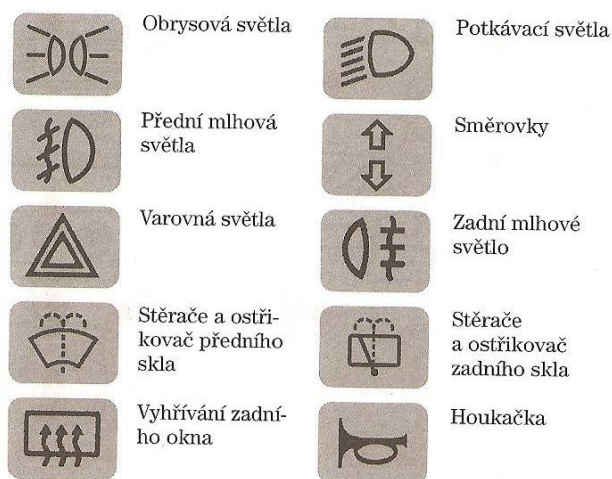 Obrysová světla
Potkávací světla
Přední mlhová
světla
Směrovky
Varovná světla
Zadní mlhové
světlo
Stěrače a ostři-
kovač předního
skla
Stěrače
a ostřikovač
zadního skla
Vyhřívání zadní-
ho okna
Houkačka